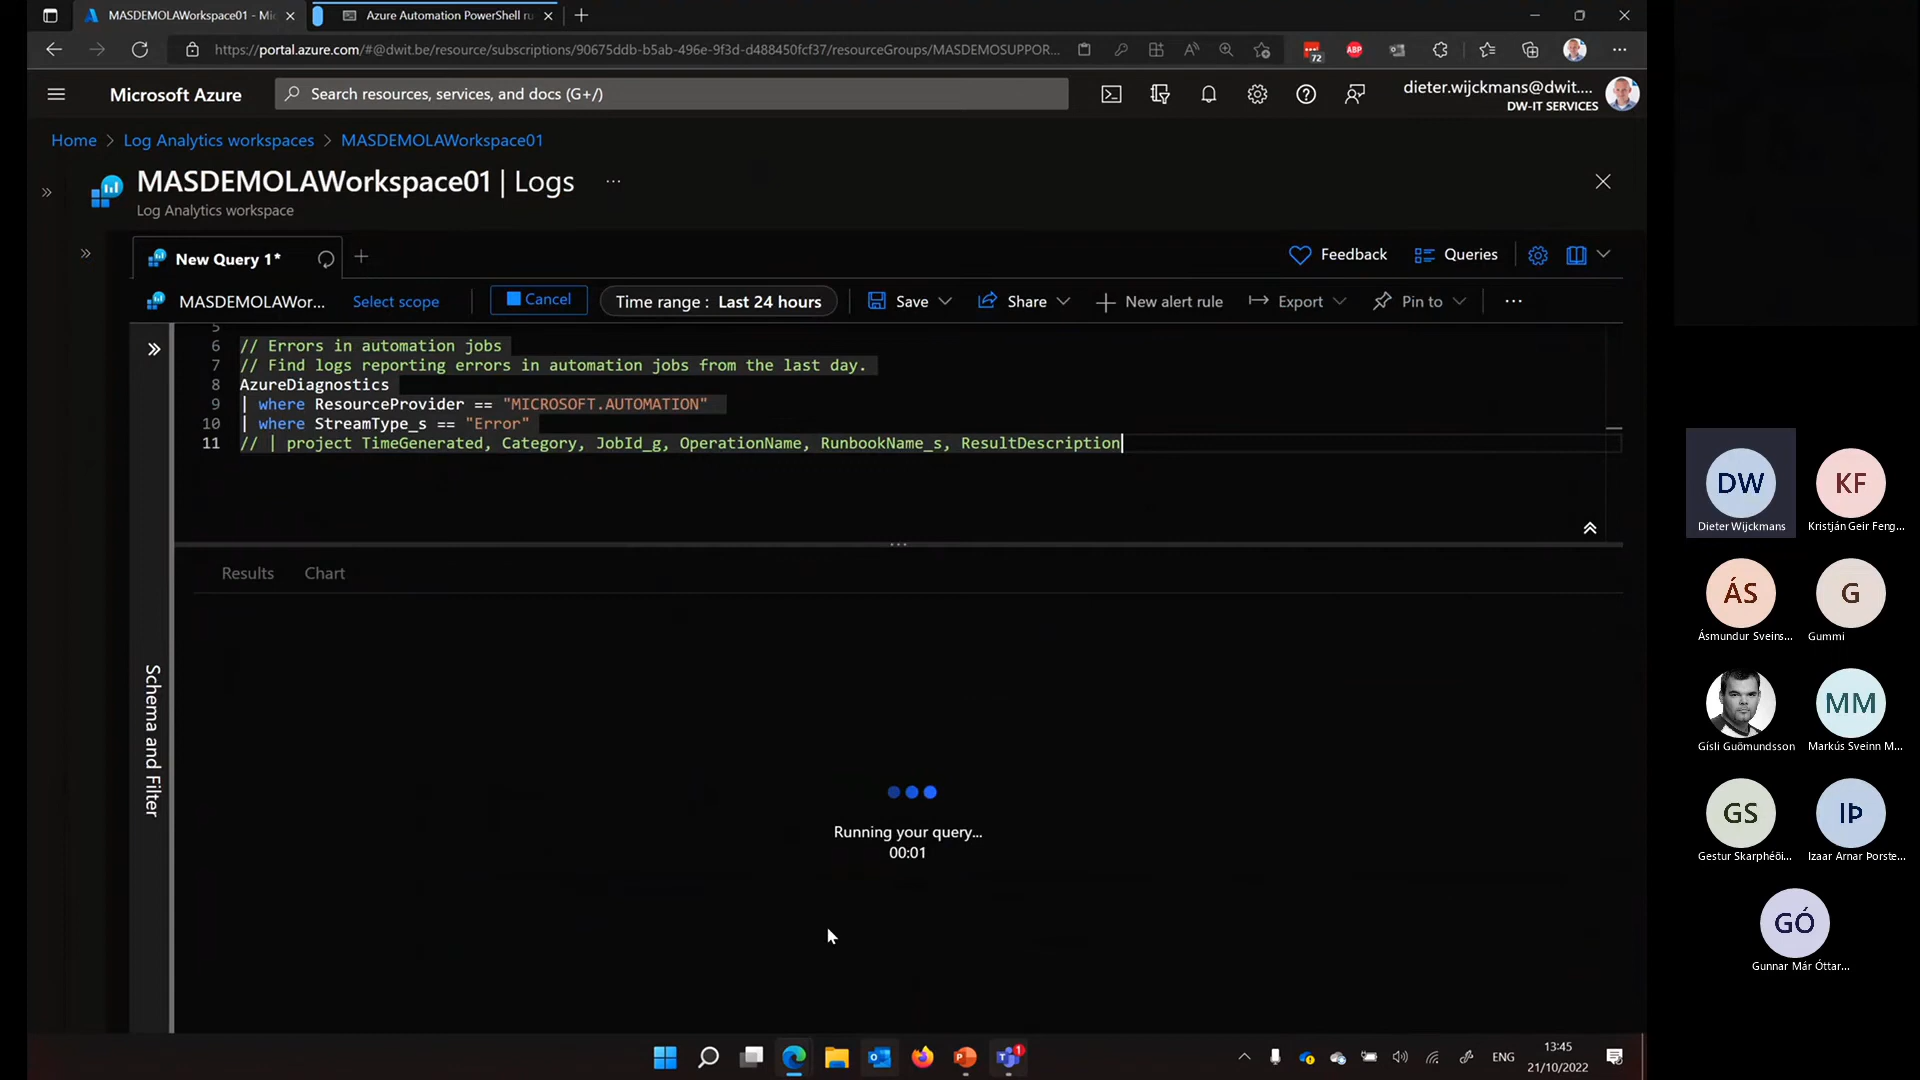 MASDEMOLAWorkspace01 - Mic
Azure Automation PowerShell ru
https://portal.azure.com/#@dwit.be/resource/subscriptions/90675ddb-b5ab-496e-9f3d-d488450fcf37/resourceGroups/MASDEMOSUPPOR...
72
ABP
Microsoft Azure
Search resources, services, and docs (G+/)
dieter.wijckmans@dwit....
DW-IT SERVICES
Home > Log Analytics workspaces > MASDEMOLAWorkspace01
MASDEMOLAWorkspace01 | Logs ...
Log Analytics workspace
New Query 1*
Feedback
Queries
MASDEMOLAWor...
Select scope
Cancel
Time range : Last 24 hours
Save
Share
New alert rule
Export
Pin to
...
5
6 // Errors in automation jobs
7 // Find logs reporting errors in automation jobs from the last day.
8 AzureDiagnostics
9 | where ResourceProvider == "MICROSOFT.AUTOMATION"
10 | where StreamType_s == "Error"
11 // | project TimeGenerated, Category, JobId_g, OperationName, RunbookName_s, ResultDescription
Schema and Filter
Results
Chart
Running your query...
00:01
ENG
13:45
21/10/2022
1
DW
Dieter Wijckmans
KF
Kristján Geir Feng...
ÁS
Ásmundur Sveins...
G
Gummi
Gísli Guðmundsson
MM
Markús Sveinn M...
GS
Gestur Skarphéði...
IÞ
Izaar Arnar Þorste...
GÓ
Gunnar Már Óttar...